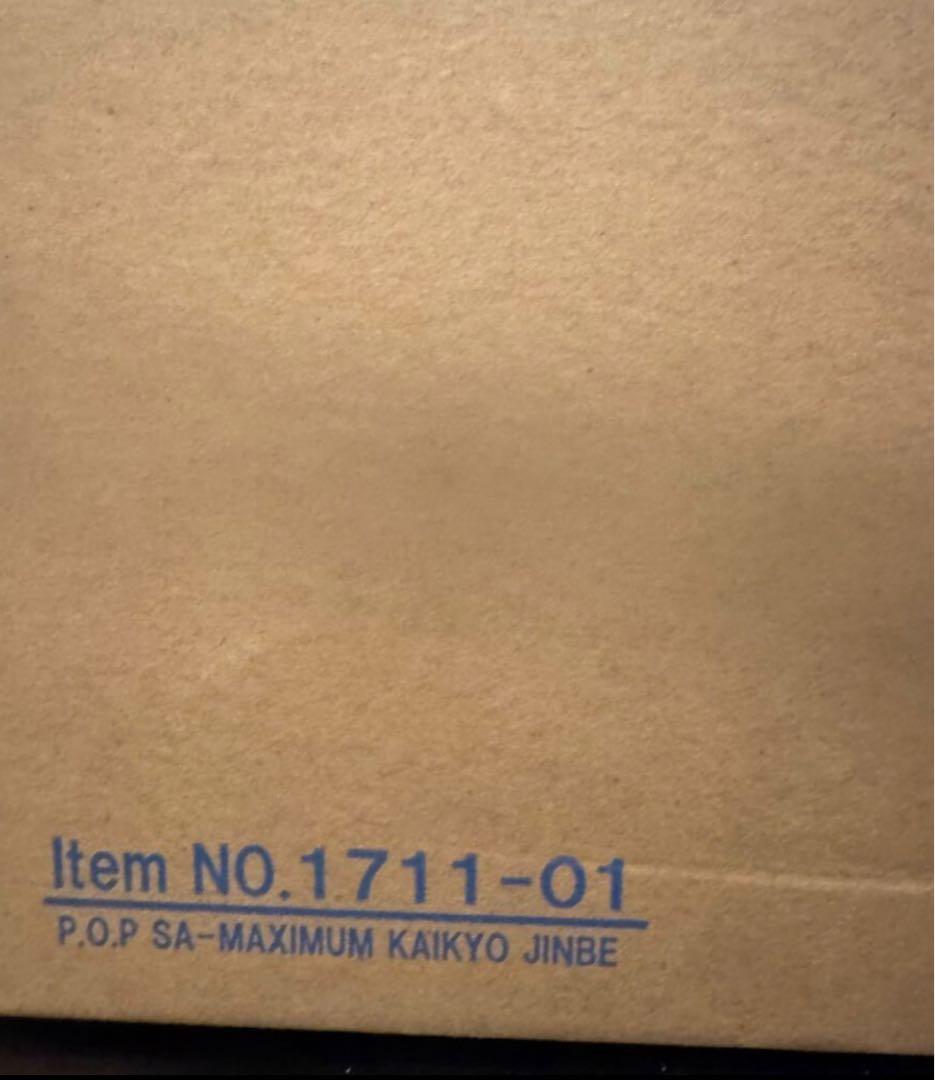 Item NO.1711-01
P.O.P SA-MAXIMUM KAIKYO JINBE